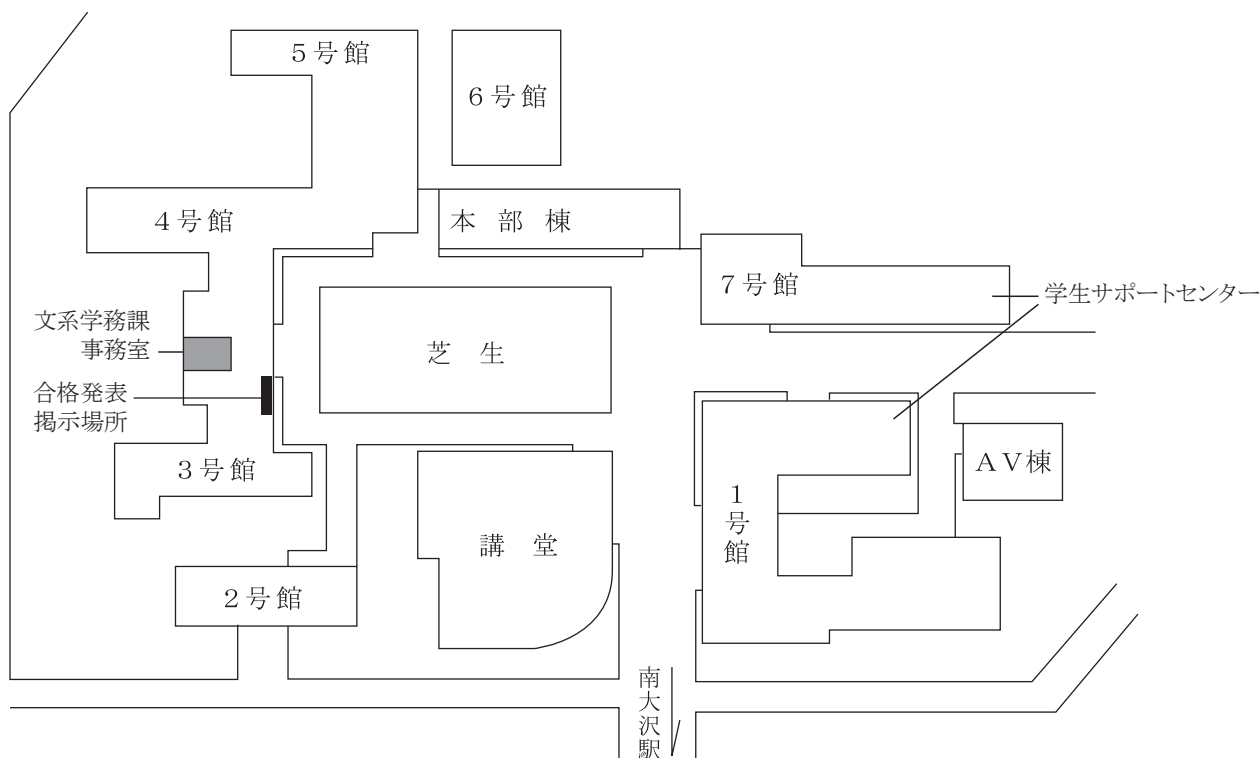 ５号館
６号館
４号館
本 部 棟
７号館
学生サポートセンター
文系学務課
事務室
芝 生
合格発表
掲示場所
３号館
１号館
ＡＶ棟
講 堂
２号館
南大沢駅